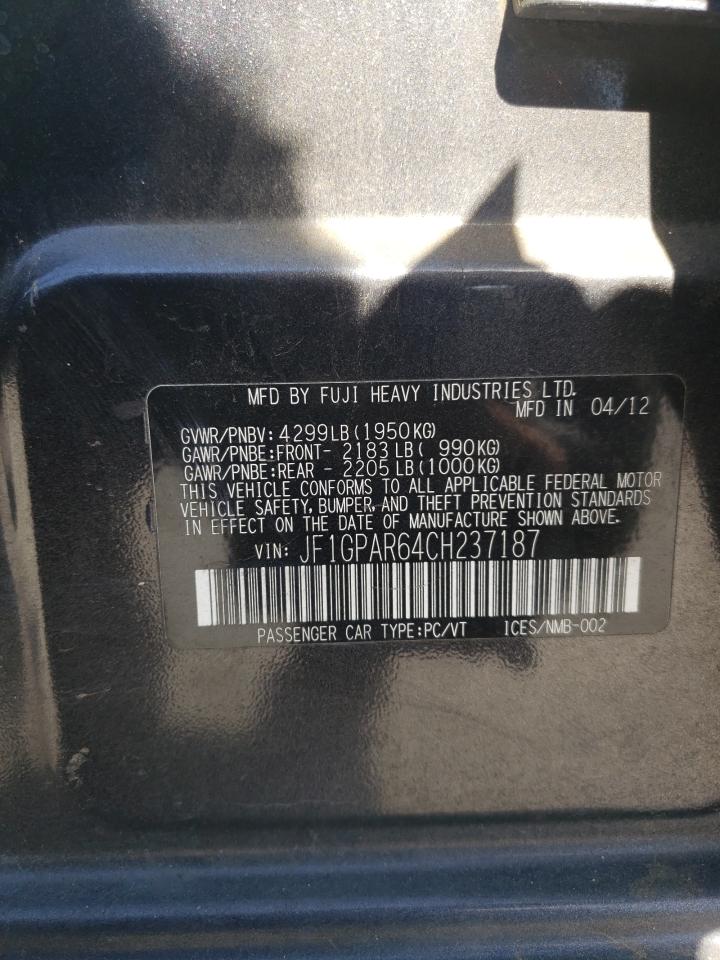 MFD BY FUJI HEAVY INDUSTRIES LTD.
MFD IN 04/12
GVWR/PNBV: 4299LB (1950KG)
GAWR/PNBE: FRONT- 2183 LB ( 990KG)
GAWR/PNBE: REAR - 2205 LB (1000KG)
THIS VEHICLE CONFORMS TO ALL APPLICABLE FEDERAL MOTOR
VEHICLE SAFETY, BUMPER, AND THEFT PREVENTION STANDARDS
IN EFFECT ON THE DATE OF MANUFACTURE SHOWN ABOVE.
VIN: JF1GPAR64CH237187
PASSENGER CAR TYPE:PC/VT ICES/NMB-002